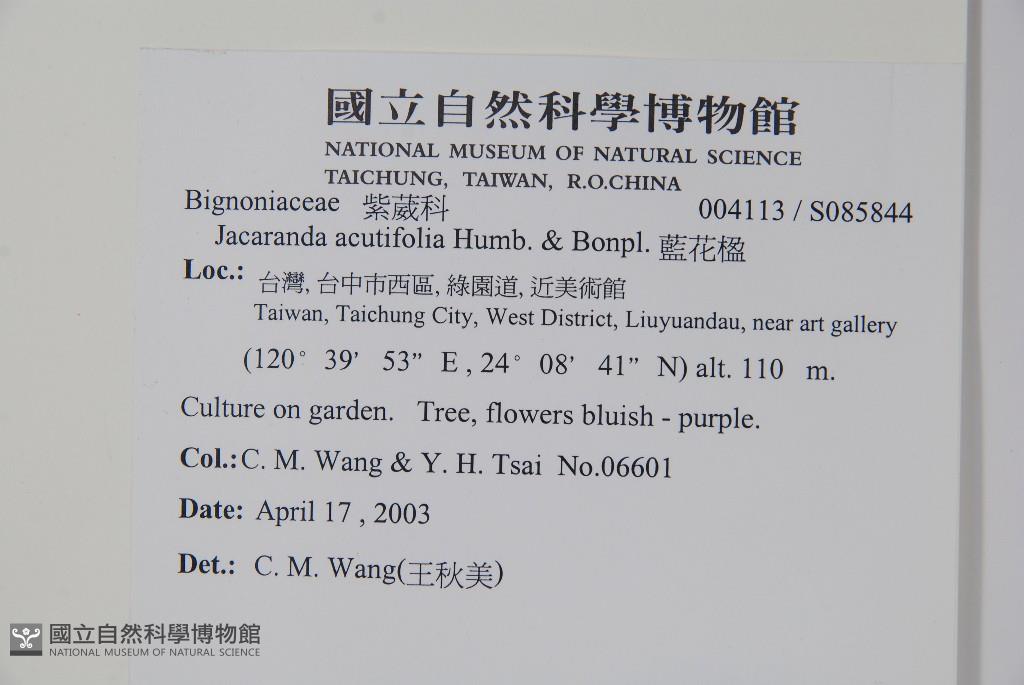 國立自然科學博物館
NATIONAL MUSEUM OF NATURAL SCIENCE
TAICHUNG, TAIWAN, R.O.CHINA
Bignoniaceae 紫葳科 004113 / S085844
Jacaranda acutifolia Humb. & Bonpl. 藍花楹
Loc.: 台灣, 台中市西區, 綠園道, 近美術館
Taiwan, Taichung City, West District, Liuyuandau, near art gallery
(120° 39’ 53” E , 24° 08’ 41” N) alt. 110 m.
Culture on garden. Tree, flowers bluish - purple.
Col.: C. M. Wang & Y. H. Tsai No.06601
Date: April 17 , 2003
Det.: C. M. Wang(王秋美)
國立自然科學博物館
NATIONAL MUSEUM OF NATURAL SCIENCE